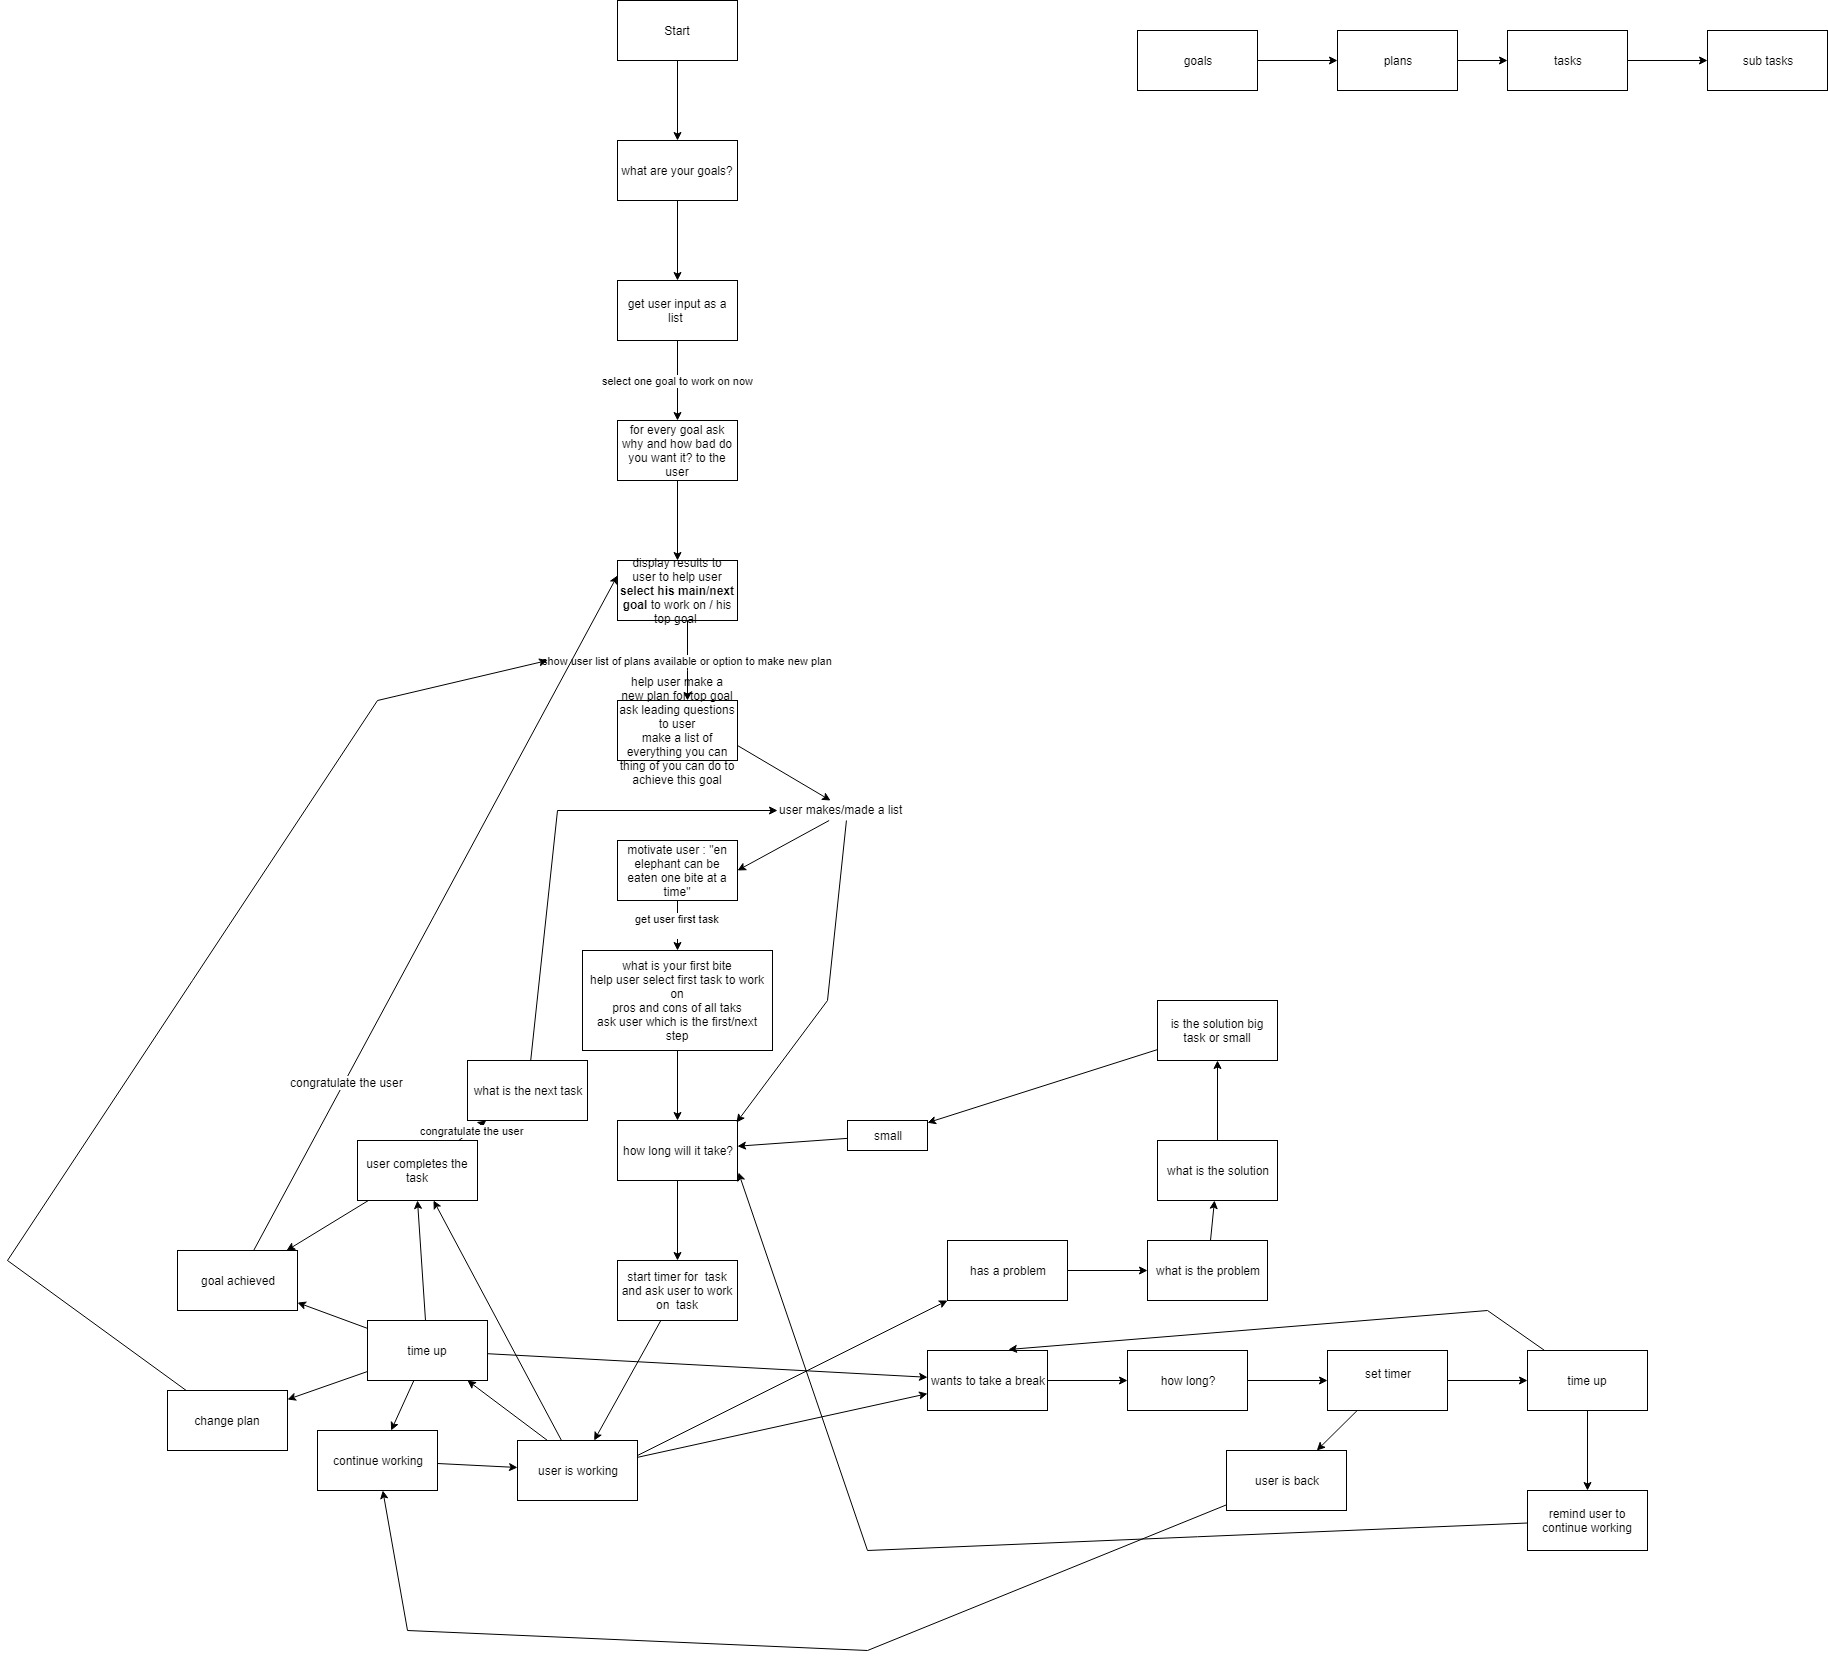 Start
goals
plans
tasks
sub tasks
what are your goals?
get user input as a
list
select one goal to work on now
for every goal ask
why and how bad do
you want it? to the
user
display results to
user to help user
select his main/next
goal to work on / his
top goal
show user list of plans available or option to make new plan
help user make a
new plan for top goal
ask leading questions
to user
make a list of
everything you can
thing of you can do to
achieve this goal
user makes/made a list
motivate user : "en
elephant can be
eaten one bite at a
time"
get user first task
what is your first bite
help user select first task to work
on
pros and cons of all taks
ask user which is the first/next
step
is the solution big
task or small
congratulate the user
what is the next task
congratulate the user
small
how long will it take?
user completes the
task
what is the solution
goal achieved
start timer for  task
and ask user to work
on  task
has a problem
what is the problem
time up
wants to take a break
how long?
set timer
time up
change plan
continue working
user is working
user is back
remind user to
continue working